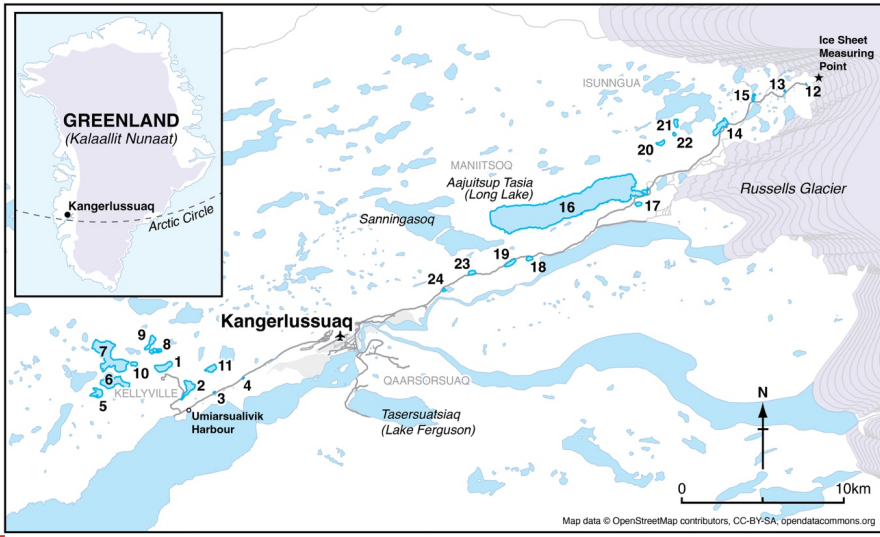 GREENLAND
(Kalaallit Nunaat)
Kangerlussuaq
Arctic Circle
Ice Sheet
Measuring
Point
ISUNNGUA
15
13
12
21
22
20
14
MANIITSOQ
Aajuitsup Tasia
(Long Lake)
16
17
Russells Glacier
Sanningasoq
19
18
23
24
Kangerlussuaq
9
8
7
1
10
11
6
2
4
KELLYVILLE
3
5
Umiarsualivik
Harbour
QAARSORSUAQ
Tasersuatsiaq
(Lake Ferguson)
N
0
10km
Map data © OpenStreetMap contributors, CC-BY-SA, opendatacommons.org